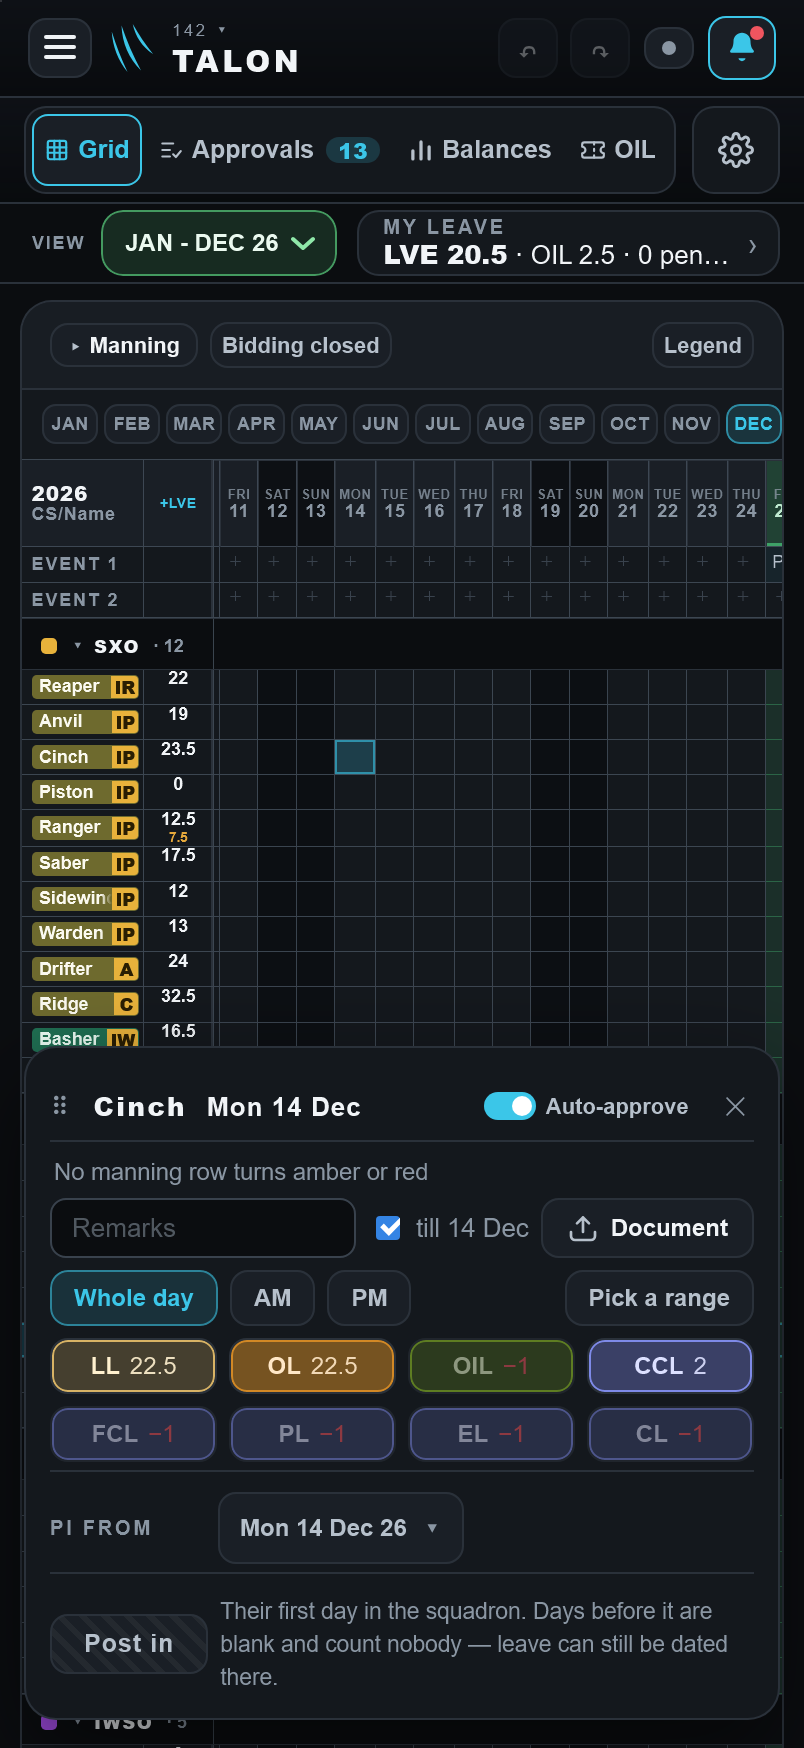 142 ▾
TALON
Grid Approvals 13 Balances OIL
VIEW JAN - DEC 26
MY LEAVE
LVE 20.5 · OIL 2.5 · 0 pen…
▸ Manning Bidding closed Legend
JAN FEB MAR APR MAY JUN JUL AUG SEP OCT NOV DEC
2026
CS/Name +LVE
FRI SAT SUN MON TUE WED THU FRI SAT SUN MON TUE WED THU F
11 12 13 14 15 16 17 18 19 20 21 22 23 24 2
EVENT 1 + + + + + + + + + + + + + + P
EVENT 2 + + + + + + + + + + + + + + +
▾ sxo · 12
Reaper IR 22
Anvil IP 19
Cinch IP 23.5
Piston IP 0
Ranger IP 12.5
7.5
Saber IP 17.5
Sidewin IP 12
Warden IP 13
Drifter A 24
Ridge C 32.5
Basher IW 16.5
Cinch Mon 14 Dec Auto-approve
No manning row turns amber or red
Remarks till 14 Dec Document
Whole day AM PM Pick a range
LL 22.5 OL 22.5 OIL −1 CCL 2
FCL −1 PL −1 EL −1 CL −1
PI FROM Mon 14 Dec 26 ▾
Post in
Their first day in the squadron. Days before it are
blank and count nobody — leave can still be dated
there.
▾ iwso · 5